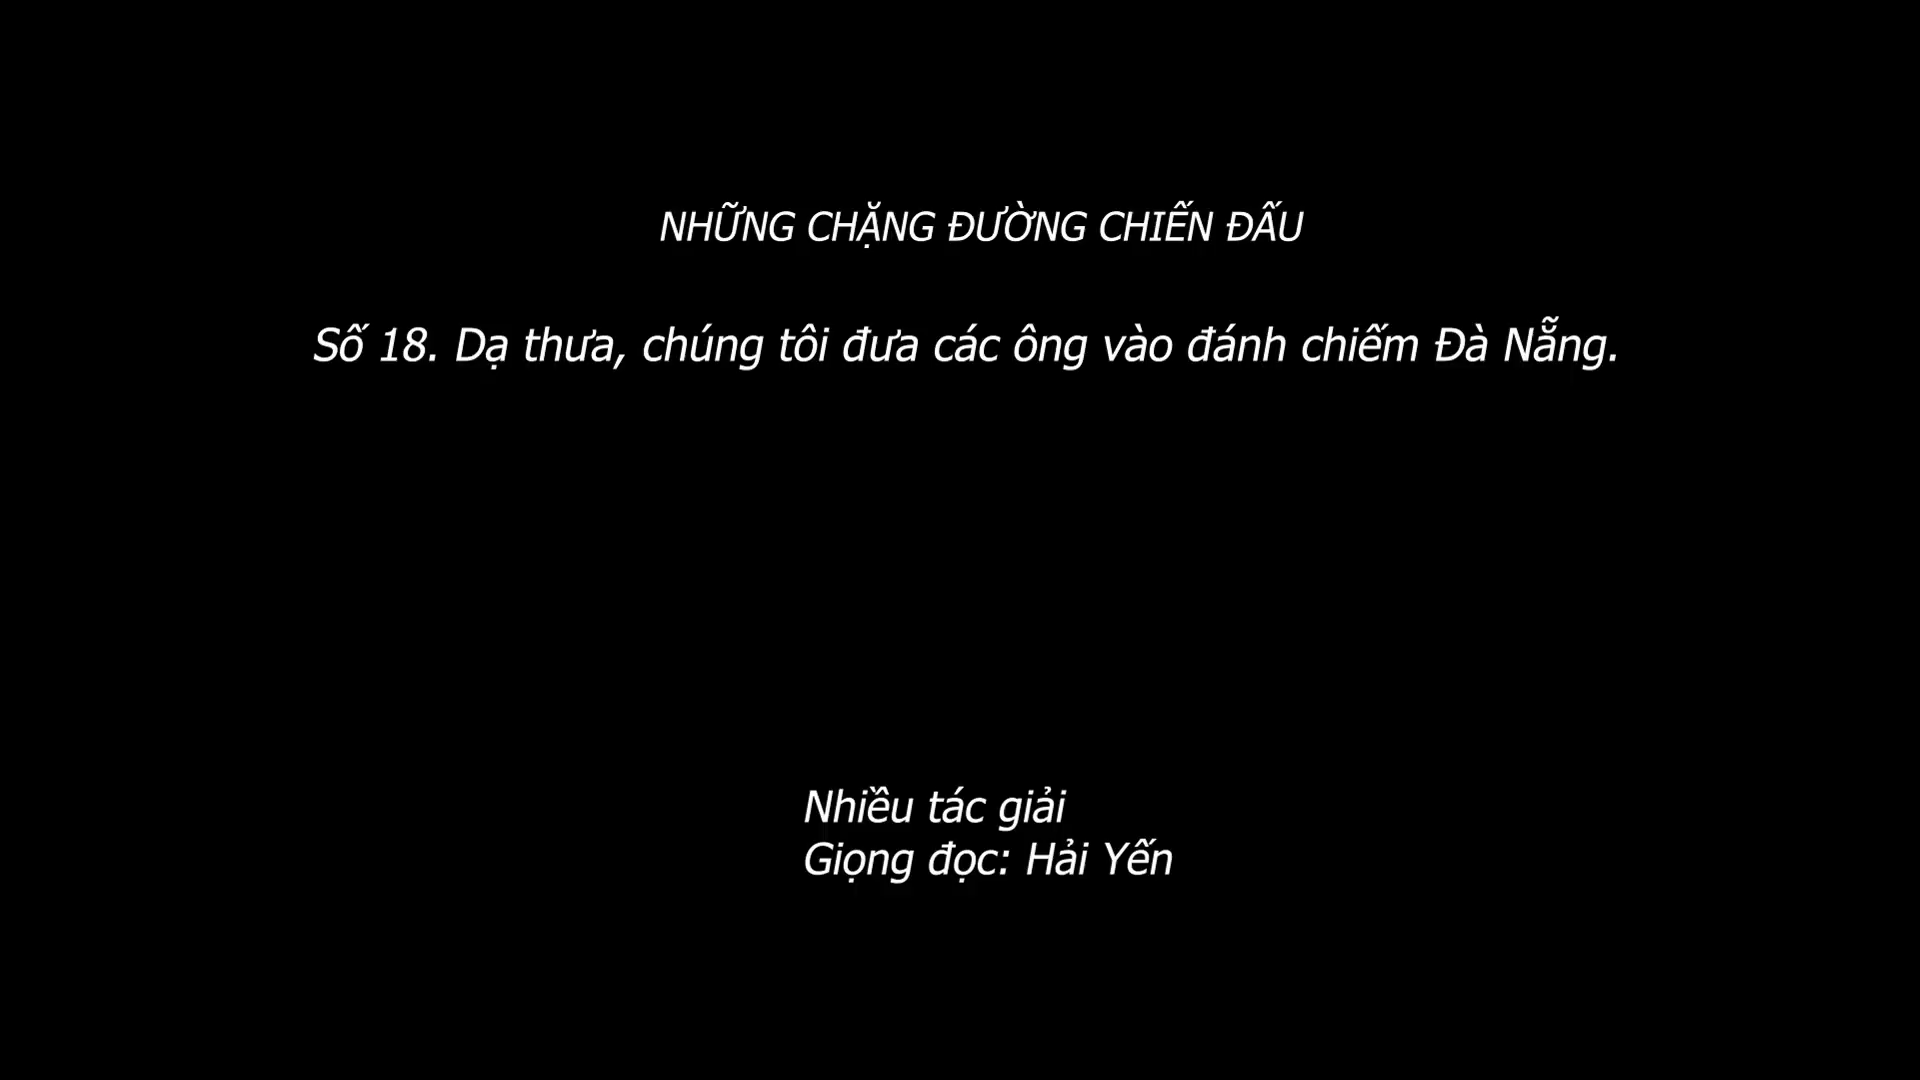 NHỮNG CHẶNG ĐƯỜNG CHIẾN ĐẤU
Số 18. Dạ thưa, chúng tôi đưa các ông vào đánh chiếm Đà Nẵng.
Nhiều tác giải
Giọng đọc: Hải Yến